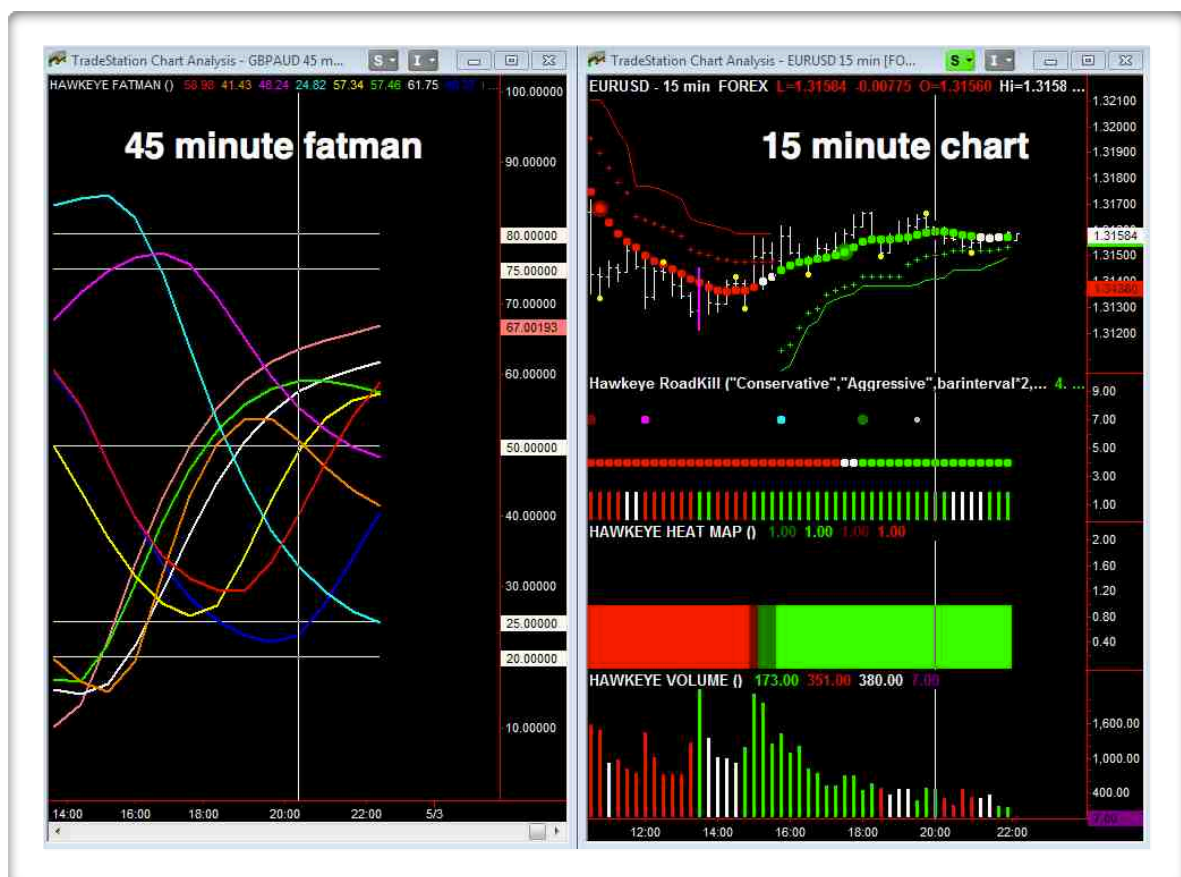 TradeStation Chart Analysis - GBPAUD 45 m...
S
I
HAWKEYE FATMAN () 58.93 41.43 48.24 24.82 57.34 57.46 61.75
45 minute fatman
100.00000
90.00000
80.00000
75.00000
70.00000
67.00193
60.00000
50.00000
40.00000
30.00000
25.00000
20.00000
10.00000
14:00 16:00 18:00 20:00 22:00 5/3
TradeStation Chart Analysis - EURUSD 15 min [FO...
S
I
EURUSD - 15 min FOREX L=1.31584 -0.00775 O=1.31560 Hi=1.3158 ...
15 minute chart
1.32100
1.32000
1.31900
1.31800
1.31700
1.31584
1.31500
1.31300
1.31200
Hawkeye RoadKill ("Conservative","Aggressive",barinterval*2,... 4. ...
9.00
7.00
5.00
3.00
1.00
HAWKEYE HEAT MAP () 1.00 1.00 1.00 1.00
2.00
1.60
1.20
0.80
0.40
HAWKEYE VOLUME () 173.00 351.00 380.00 7.00
1,600.00
1,000.00
400.00
7.00
12:00 14:00 16:00 18:00 20:00 22:00